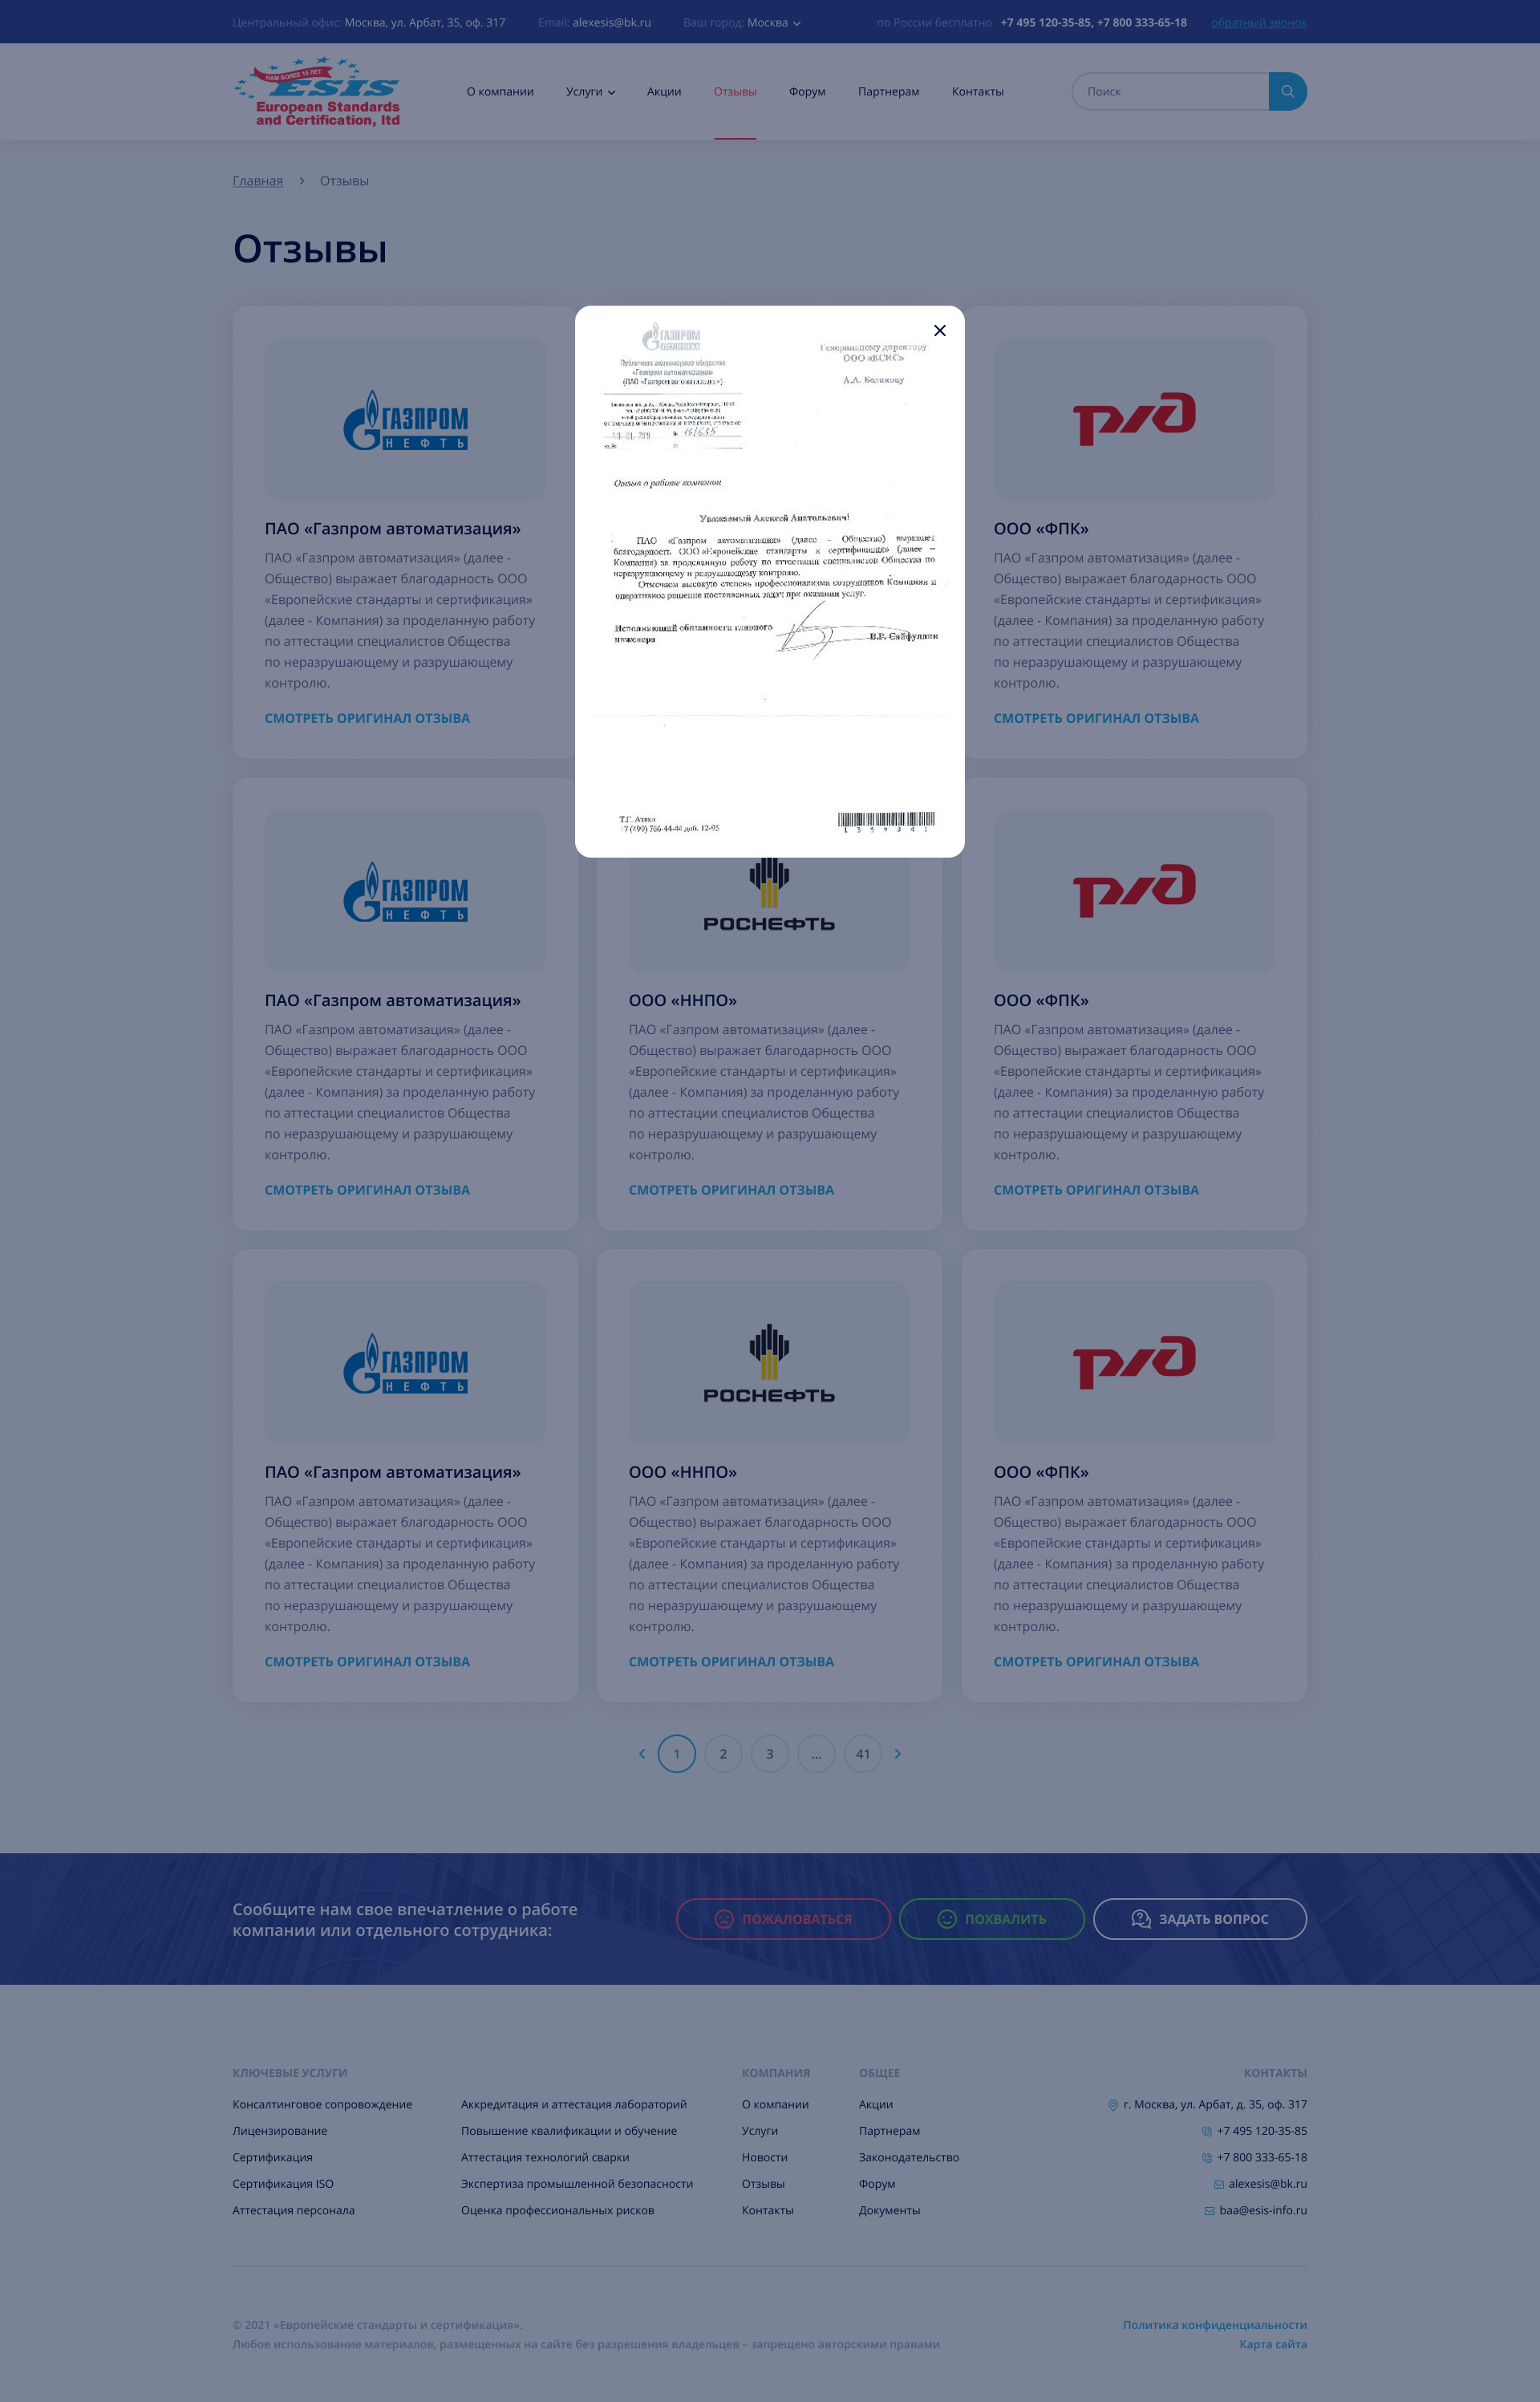 Центральный офис: Москва, ул. Арбат, 35, оф. 317 Email: alexesis@bk.ru Ваш город: Москва по России бесплатно +7 495 120-35-85, +7 800 333-65-18 обратный звонок
НАМ БОЛЕЕ 15 ЛЕТ
ESIS
European Standards
and Certification, ltd
О компании Услуги Акции Отзывы Форум Партнерам Контакты Поиск
Главная Отзывы
Отзывы
ГАЗПРОМ
НЕФТЬ
ПАО «Газпром автоматизация»
ПАО «Газпром автоматизация» (далее -
Общество) выражает благодарность ООО
«Европейские стандарты и сертификация»
(далее - Компания) за проделанную работу
по аттестации специалистов Общества
по неразрушающему и разрушающему
контролю.
СМОТРЕТЬ ОРИГИНАЛ ОТЗЫВА
ГАЗПРОМ
Публичное акционерное общество
«Газпром автоматизация»
(ПАО «Газпром автоматизация»)
Генеральному директору
ООО «ЕСИС»
А.А. Беликову
Отзыв о работе компании
Уважаемый Алексей Анатольевич!
ПАО «Газпром автоматизация» (далее - Общество) выражает
благодарность ООО «Европейские стандарты и сертификация» (далее –
Компания) за проделанную работу по аттестации специалистов Общества по
неразрушающему и разрушающему контролю.
Отмечаем высокую степень профессионализма сотрудников Компании и
оперативное решение поставленных задач при оказании услуг.
Исполняющий обязанности главного
инженера
В.Р. Сайфуллин
+7 (499) 766-44-44 доб. 12-95
ржд
ООО «ФПК»
ПАО «Газпром автоматизация» (далее -
Общество) выражает благодарность ООО
«Европейские стандарты и сертификация»
(далее - Компания) за проделанную работу
по аттестации специалистов Общества
по неразрушающему и разрушающему
контролю.
СМОТРЕТЬ ОРИГИНАЛ ОТЗЫВА
ГАЗПРОМ
НЕФТЬ
ПАО «Газпром автоматизация»
ПАО «Газпром автоматизация» (далее -
Общество) выражает благодарность ООО
«Европейские стандарты и сертификация»
(далее - Компания) за проделанную работу
по аттестации специалистов Общества
по неразрушающему и разрушающему
контролю.
СМОТРЕТЬ ОРИГИНАЛ ОТЗЫВА
РОСНЕФТЬ
ООО «ННПО»
ПАО «Газпром автоматизация» (далее -
Общество) выражает благодарность ООО
«Европейские стандарты и сертификация»
(далее - Компания) за проделанную работу
по аттестации специалистов Общества
по неразрушающему и разрушающему
контролю.
СМОТРЕТЬ ОРИГИНАЛ ОТЗЫВА
ржд
ООО «ФПК»
ПАО «Газпром автоматизация» (далее -
Общество) выражает благодарность ООО
«Европейские стандарты и сертификация»
(далее - Компания) за проделанную работу
по аттестации специалистов Общества
по неразрушающему и разрушающему
контролю.
СМОТРЕТЬ ОРИГИНАЛ ОТЗЫВА
ГАЗПРОМ
НЕФТЬ
ПАО «Газпром автоматизация»
ПАО «Газпром автоматизация» (далее -
Общество) выражает благодарность ООО
«Европейские стандарты и сертификация»
(далее - Компания) за проделанную работу
по аттестации специалистов Общества
по неразрушающему и разрушающему
контролю.
СМОТРЕТЬ ОРИГИНАЛ ОТЗЫВА
РОСНЕФТЬ
ООО «ННПО»
ПАО «Газпром автоматизация» (далее -
Общество) выражает благодарность ООО
«Европейские стандарты и сертификация»
(далее - Компания) за проделанную работу
по аттестации специалистов Общества
по неразрушающему и разрушающему
контролю.
СМОТРЕТЬ ОРИГИНАЛ ОТЗЫВА
ржд
ООО «ФПК»
ПАО «Газпром автоматизация» (далее -
Общество) выражает благодарность ООО
«Европейские стандарты и сертификация»
(далее - Компания) за проделанную работу
по аттестации специалистов Общества
по неразрушающему и разрушающему
контролю.
СМОТРЕТЬ ОРИГИНАЛ ОТЗЫВА
1 2 3 ... 41
Сообщите нам свое впечатление о работе
компании или отдельного сотрудника:
ПОЖАЛОВАТЬСЯ ПОХВАЛИТЬ ЗАДАТЬ ВОПРОС
КЛЮЧЕВЫЕ УСЛУГИ
Консалтинговое сопровождение
Лицензирование
Сертификация
Сертификация ISO
Аттестация персонала
Аккредитация и аттестация лабораторий
Повышение квалификации и обучение
Аттестация технологий сварки
Экспертиза промышленной безопасности
Оценка профессиональных рисков
КОМПАНИЯ
О компании
Услуги
Новости
Отзывы
Контакты
ОБЩЕЕ
Акции
Партнерам
Законодательство
Форум
Документы
КОНТАКТЫ
г. Москва, ул. Арбат, д. 35, оф. 317
+7 495 120-35-85
+7 800 333-65-18
alexesis@bk.ru
baa@esis-info.ru
© 2021 «Европейские стандарты и сертификация».
Любое использование материалов, размещенных на сайте без разрешения владельцев – запрещено авторскими правами
Политика конфиденциальности
Карта сайта